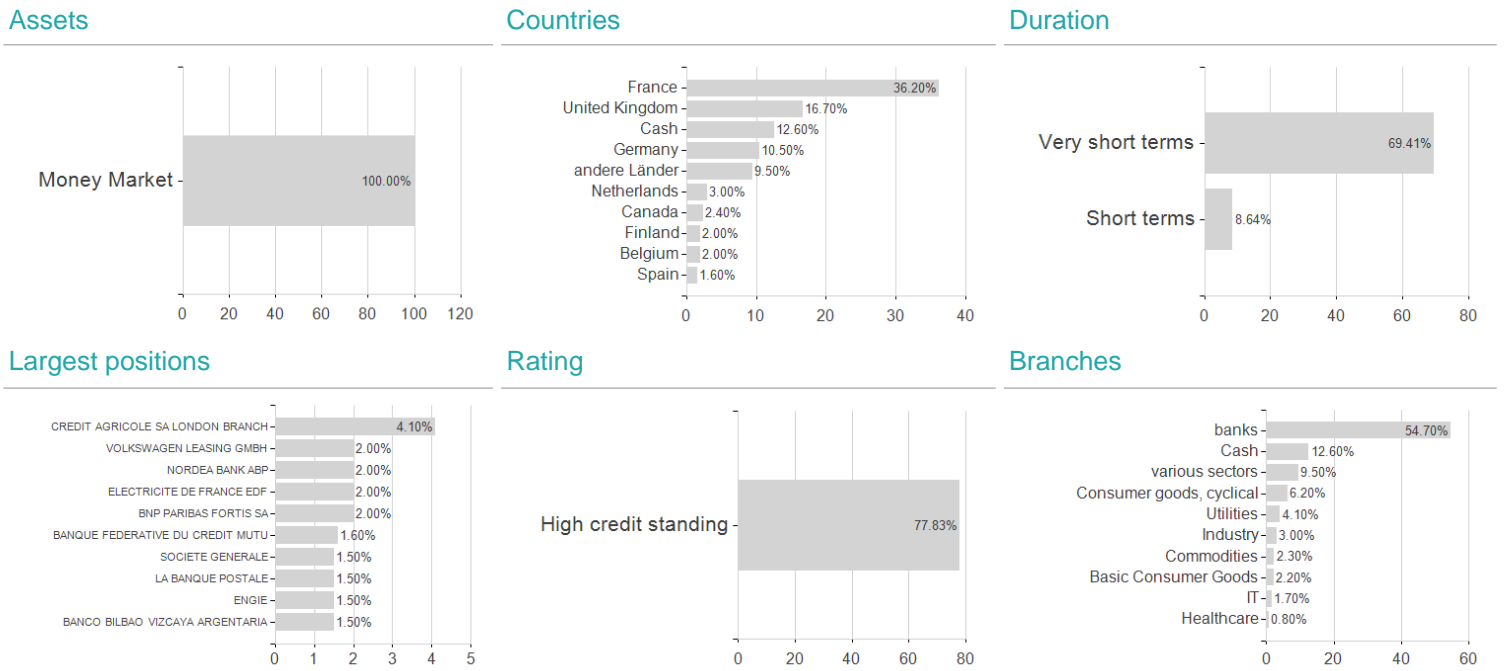 Assets
Money Market
100.00%
0 20 40 60 80 100 120
Countries
France 36.20%
United Kingdom 16.70%
Cash 12.60%
Germany 10.50%
andere Länder 9.50%
Netherlands 3.00%
Canada 2.40%
Finland 2.00%
Belgium 2.00%
Spain 1.60%
0 10 20 30 40
Duration
Very short terms 69.41%
Short terms 8.64%
0 20 40 60 80
Largest positions
CREDIT AGRICOLE SA LONDON BRANCH 4.10%
VOLKSWAGEN LEASING GMBH 2.00%
NORDEA BANK ABP 2.00%
ELECTRICITE DE FRANCE EDF 2.00%
BNP PARIBAS FORTIS SA 2.00%
BANQUE FEDERATIVE DU CREDIT MUTU 1.60%
SOCIETE GENERALE 1.50%
LA BANQUE POSTALE 1.50%
ENGIE 1.50%
BANCO BILBAO VIZCAYA ARGENTARIA 1.50%
0 1 2 3 4 5
Rating
High credit standing 77.83%
0 20 40 60 80
Branches
banks 54.70%
Cash 12.60%
various sectors 9.50%
Consumer goods, cyclical 6.20%
Utilities 4.10%
Industry 3.00%
Commodities 2.30%
Basic Consumer Goods 2.20%
IT 1.70%
Healthcare 0.80%
0 20 40 60